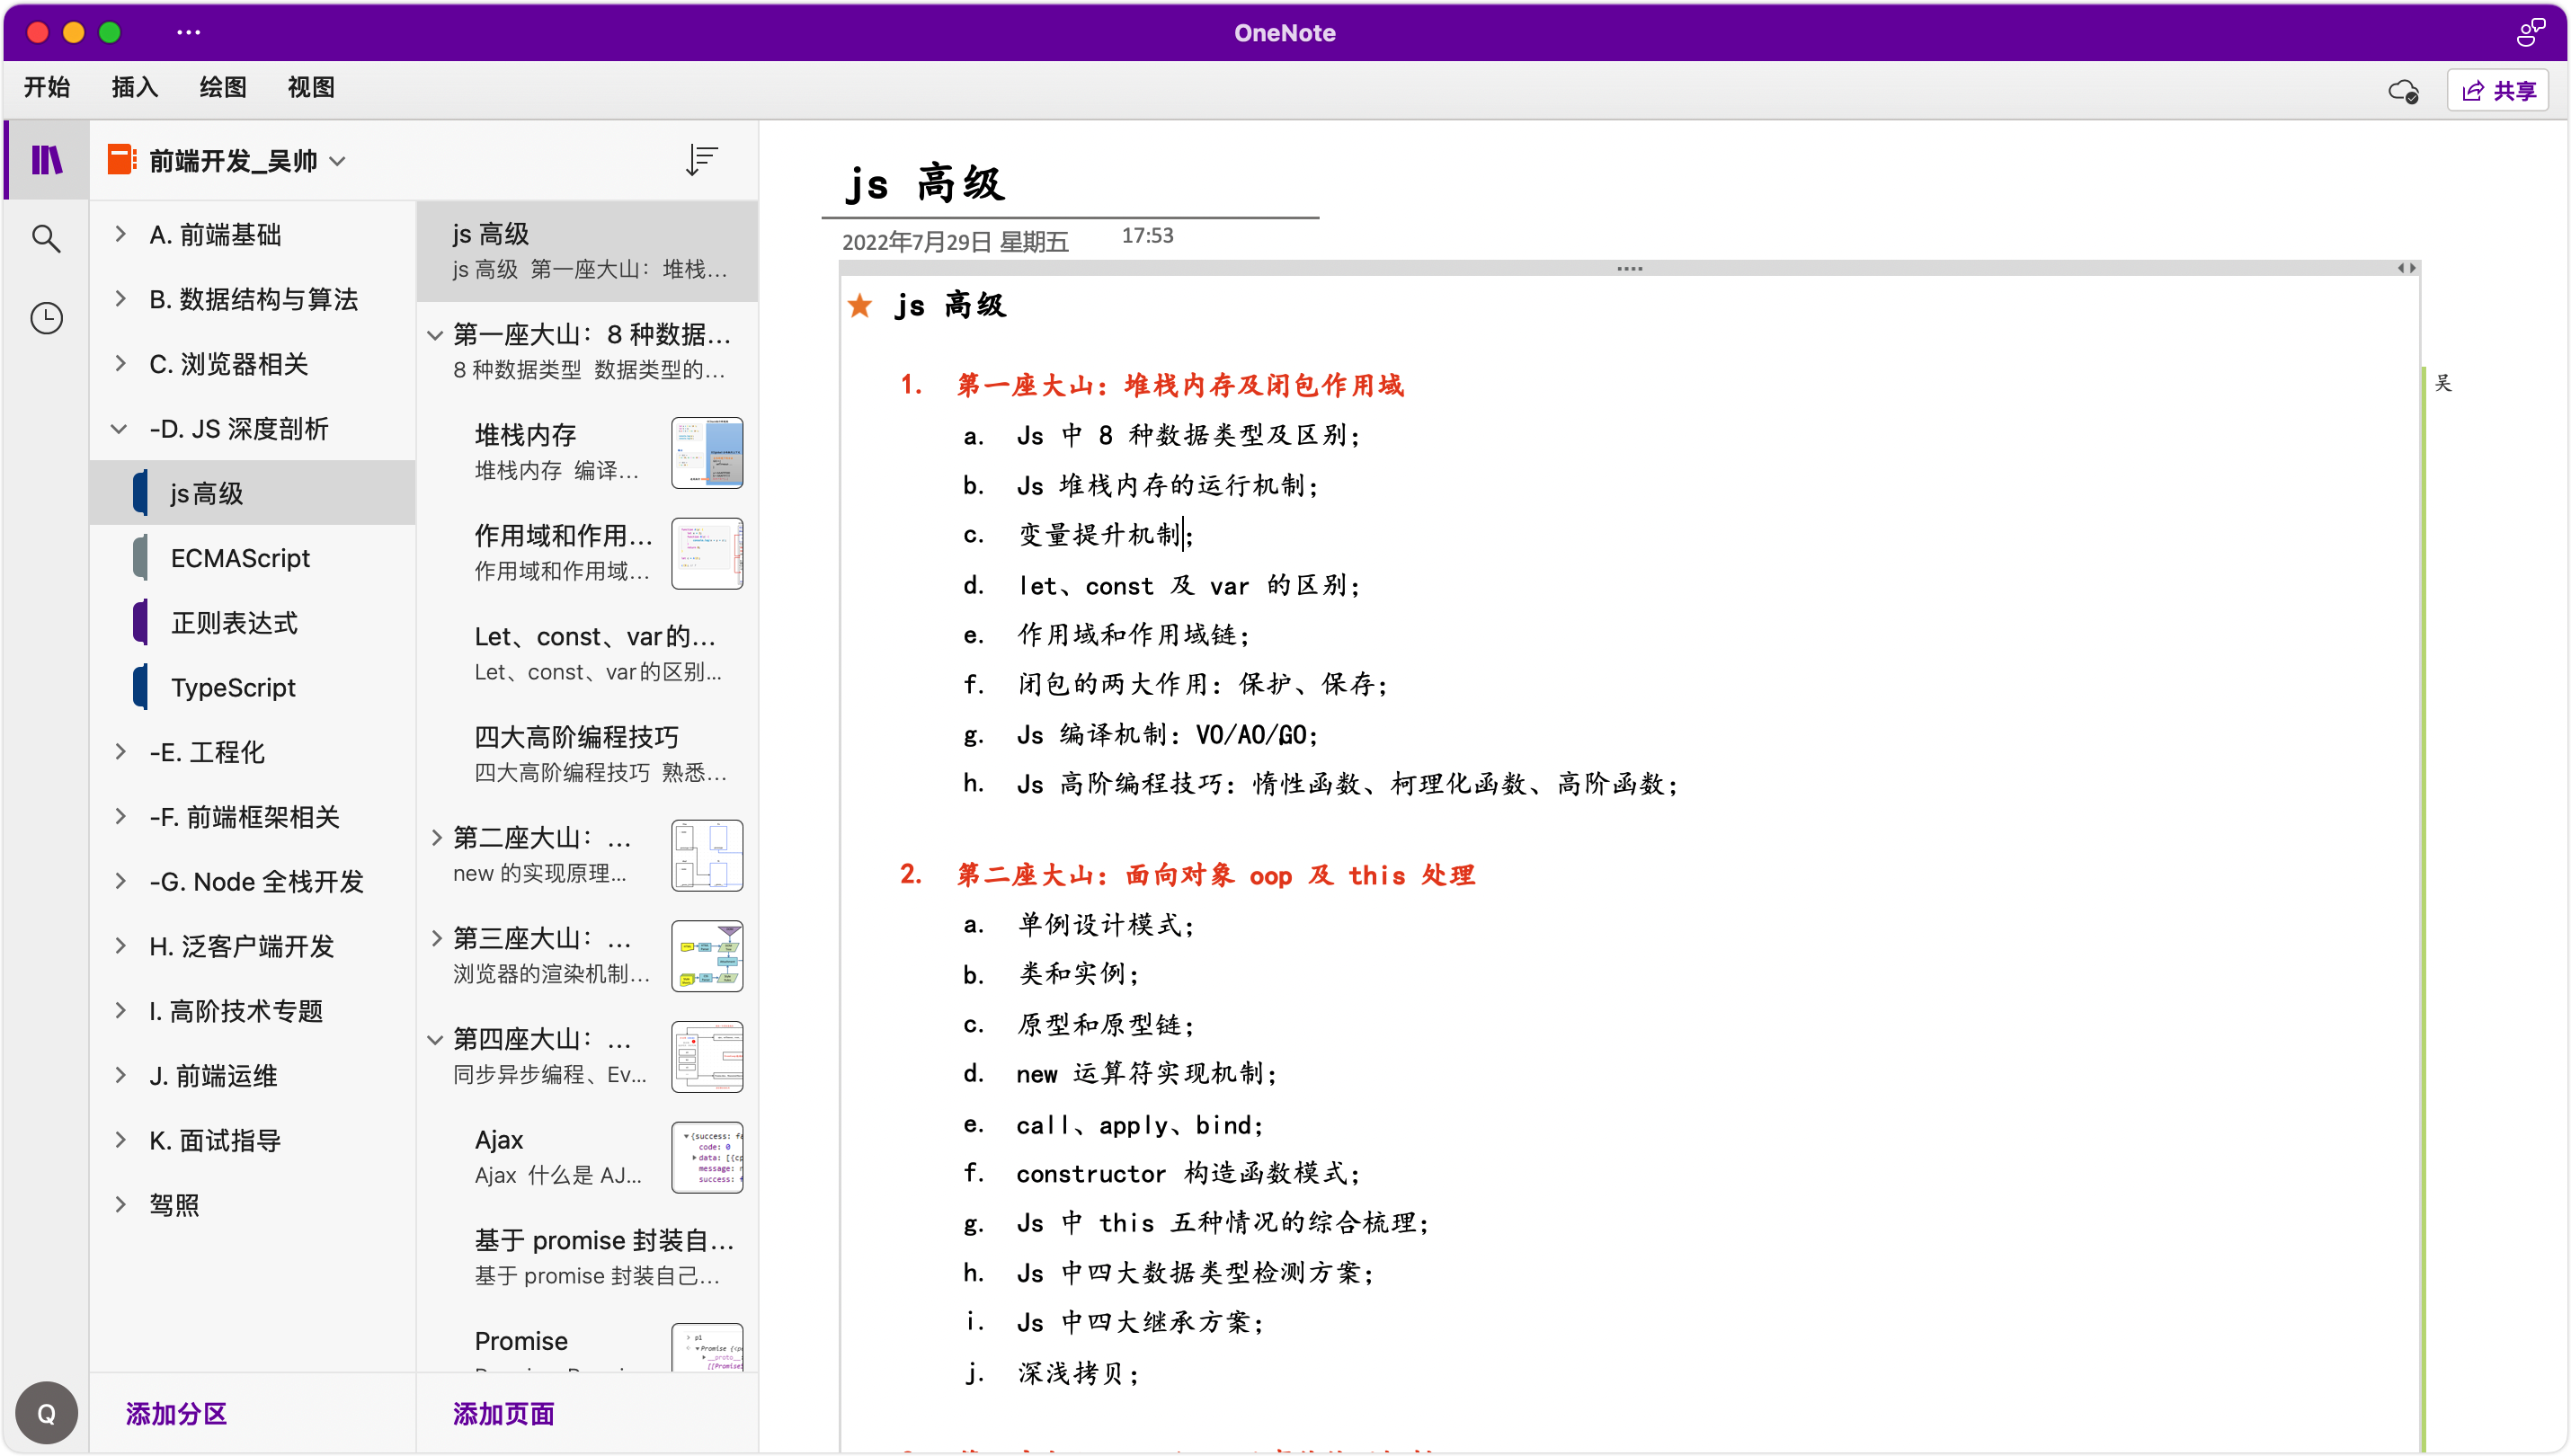 OneNote
开始 插入 绘图 视图
共享
前端开发_吴帅
A. 前端基础
B. 数据结构与算法
C. 浏览器相关
-D. JS 深度剖析
js高级
ECMAScript
正则表达式
TypeScript
-E. 工程化
-F. 前端框架相关
-G. Node 全栈开发
H. 泛客户端开发
I. 高阶技术专题
J. 前端运维
K. 面试指导
驾照
添加分区
Q
js 高级
js 高级 第一座大山：堆栈...
第一座大山：8 种数据...
8 种数据类型 数据类型的...
堆栈内存
堆栈内存 编译...
作用域和作用...
作用域和作用域...
Let、const、var的...
Let、const、var的区别...
四大高阶编程技巧
四大高阶编程技巧 熟悉...
第二座大山：...
new 的实现原理...
第三座大山：...
浏览器的渲染机制...
第四座大山：...
同步异步编程、Ev...
Ajax
Ajax 什么是 AJ...
基于 promise 封装自...
基于 promise 封装自己...
Promise
添加页面
js 高级
2022年7月29日 星期五 17:53
js 高级
1. 第一座大山：堆栈内存及闭包作用域
a. Js 中 8 种数据类型及区别；
b. Js 堆栈内存的运行机制；
c. 变量提升机制；
d. let、const 及 var 的区别；
e. 作用域和作用域链；
f. 闭包的两大作用：保护、保存；
g. Js 编译机制：VO/AO/GO；
h. Js 高阶编程技巧：惰性函数、柯理化函数、高阶函数；
2. 第二座大山：面向对象 oop 及 this 处理
a. 单例设计模式；
b. 类和实例；
c. 原型和原型链；
d. new 运算符实现机制；
e. call、apply、bind；
f. constructor 构造函数模式；
g. Js 中 this 五种情况的综合梳理；
h. Js 中四大数据类型检测方案；
i. Js 中四大继承方案；
j. 深浅拷贝；
吴